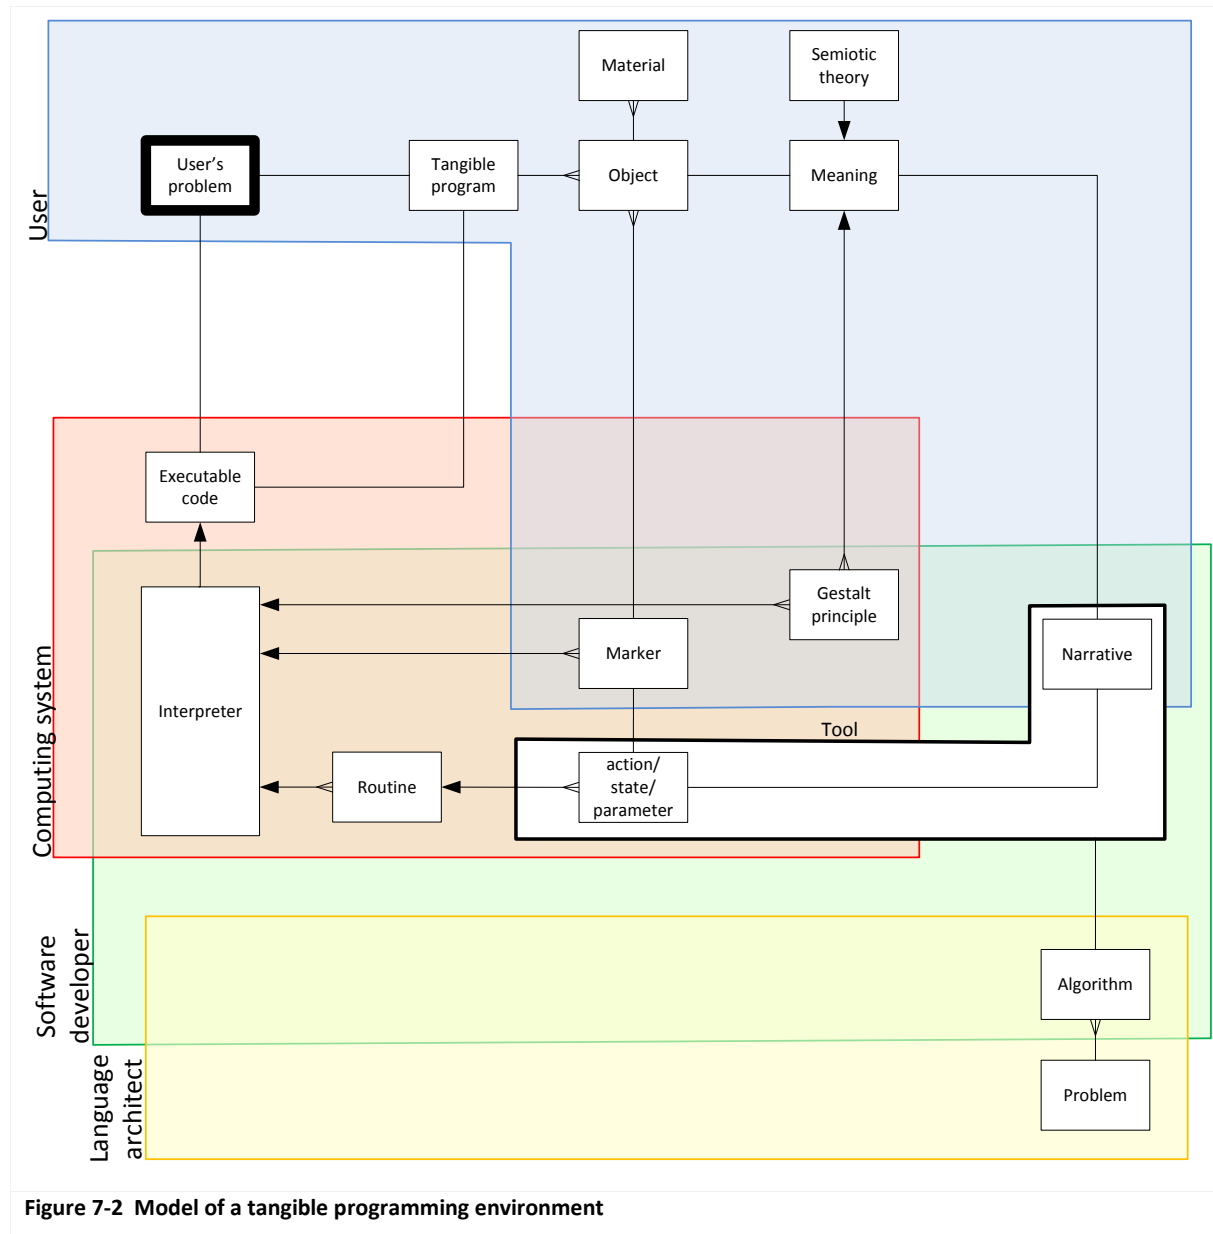 Material
Semiotic
theory
User's
problem
Tangible
program
Object
Meaning
User
Executable
code
Gestalt
principle
Marker
Narrative
Interpreter
Computing system
Tool
Routine
action/
state/
parameter
Software
developer
Algorithm
Language
architect
Problem
Figure 7-2  Model of a tangible programming environment